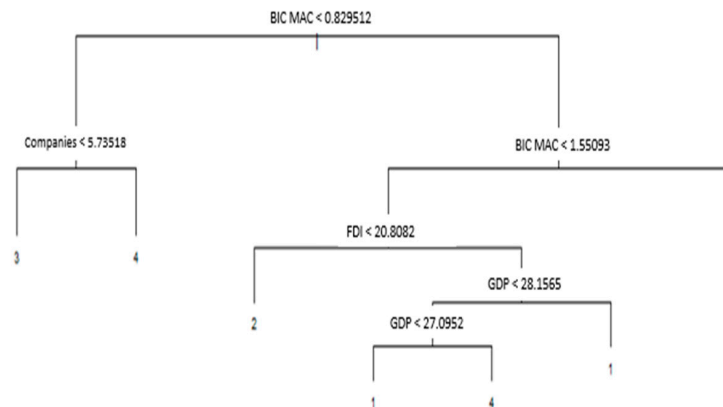 BIC MAC < 0.829512
Companies < 5.73518
BIC MAC < 1.55093
3
4
FDI < 20.8082
2
GDP < 28.1565
GDP < 27.0952
1
1
4